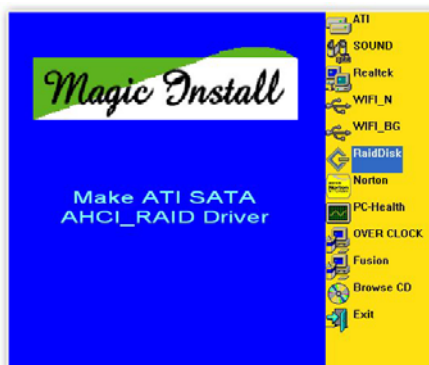 Magic Install
Make ATI SATA
AHCI_RAID Driver
ATI
SOUND
Realtek
WIFI_N
WIFI_BG
RaidDisk
Norton
PC-Health
OVER CLOCK
Fusion
Browse CD
Exit